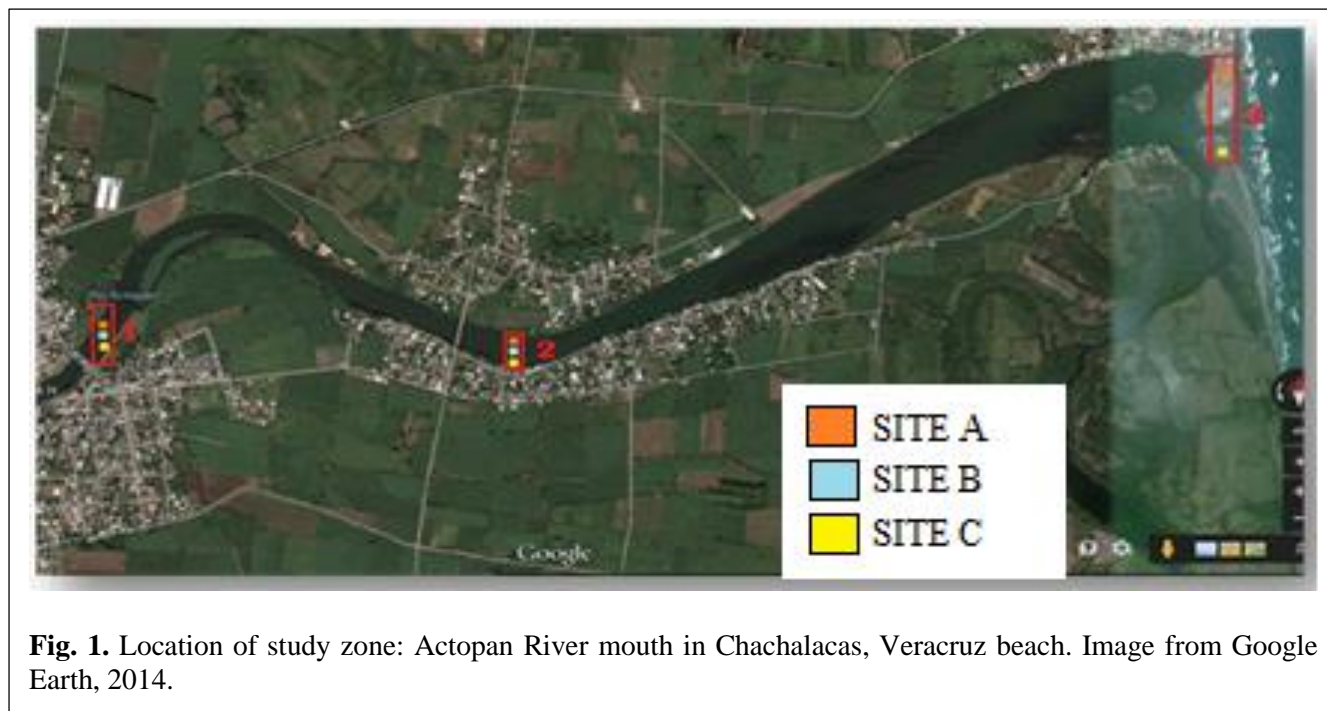 2
SITE A
SITE B
SITE C
Google
Fig. 1. Location of study zone: Actopan River mouth in Chachalacas, Veracruz beach. Image from Google
Earth, 2014.